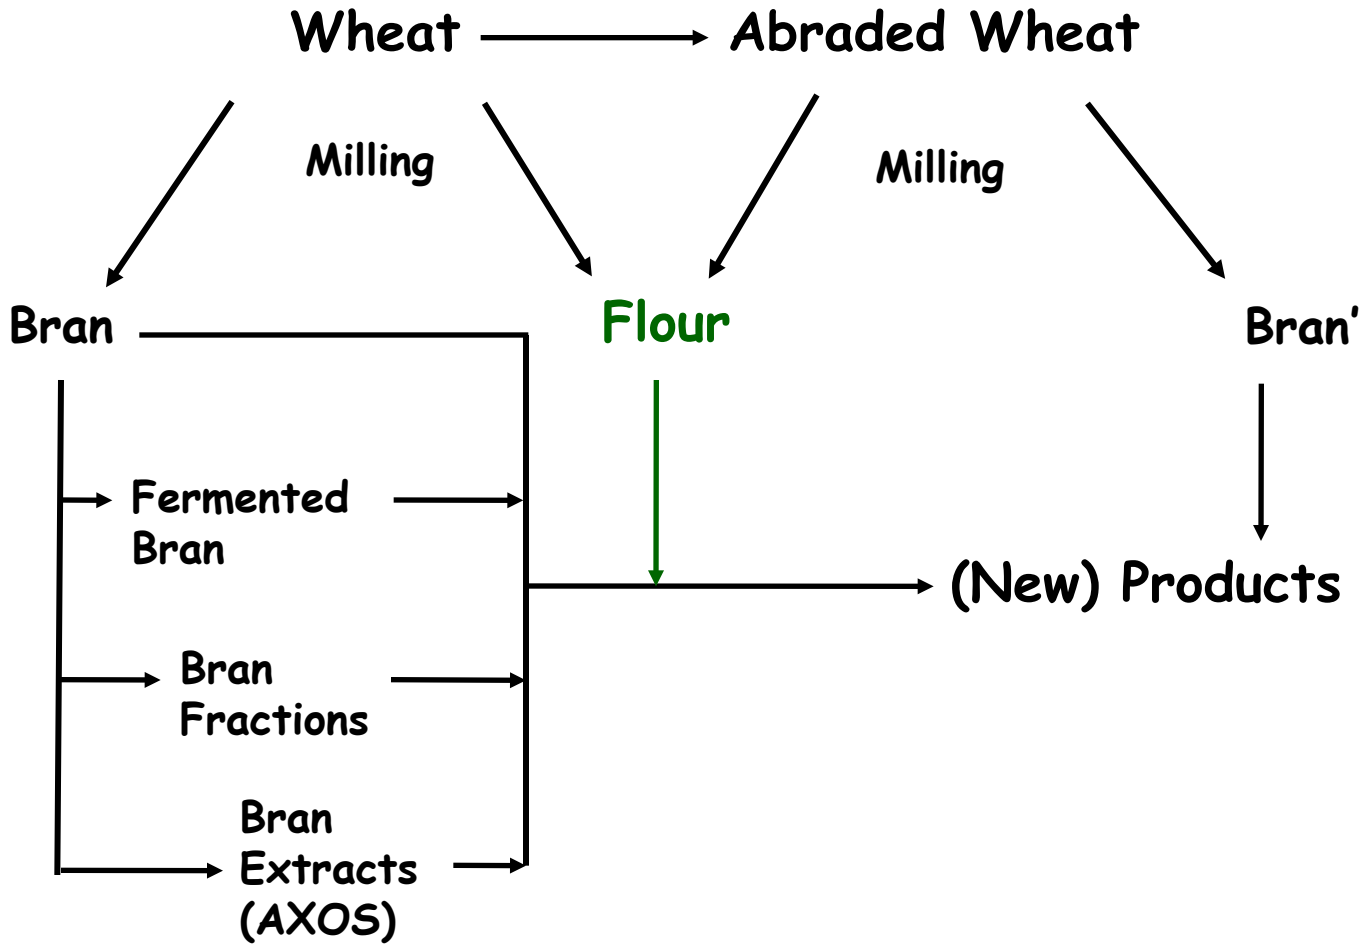 Wheat
Abraded Wheat
Milling
Milling
Bran
Flour
Bran'
Fermented
Bran
(New) Products
Bran
Fractions
Bran
Extracts
(AXOS)